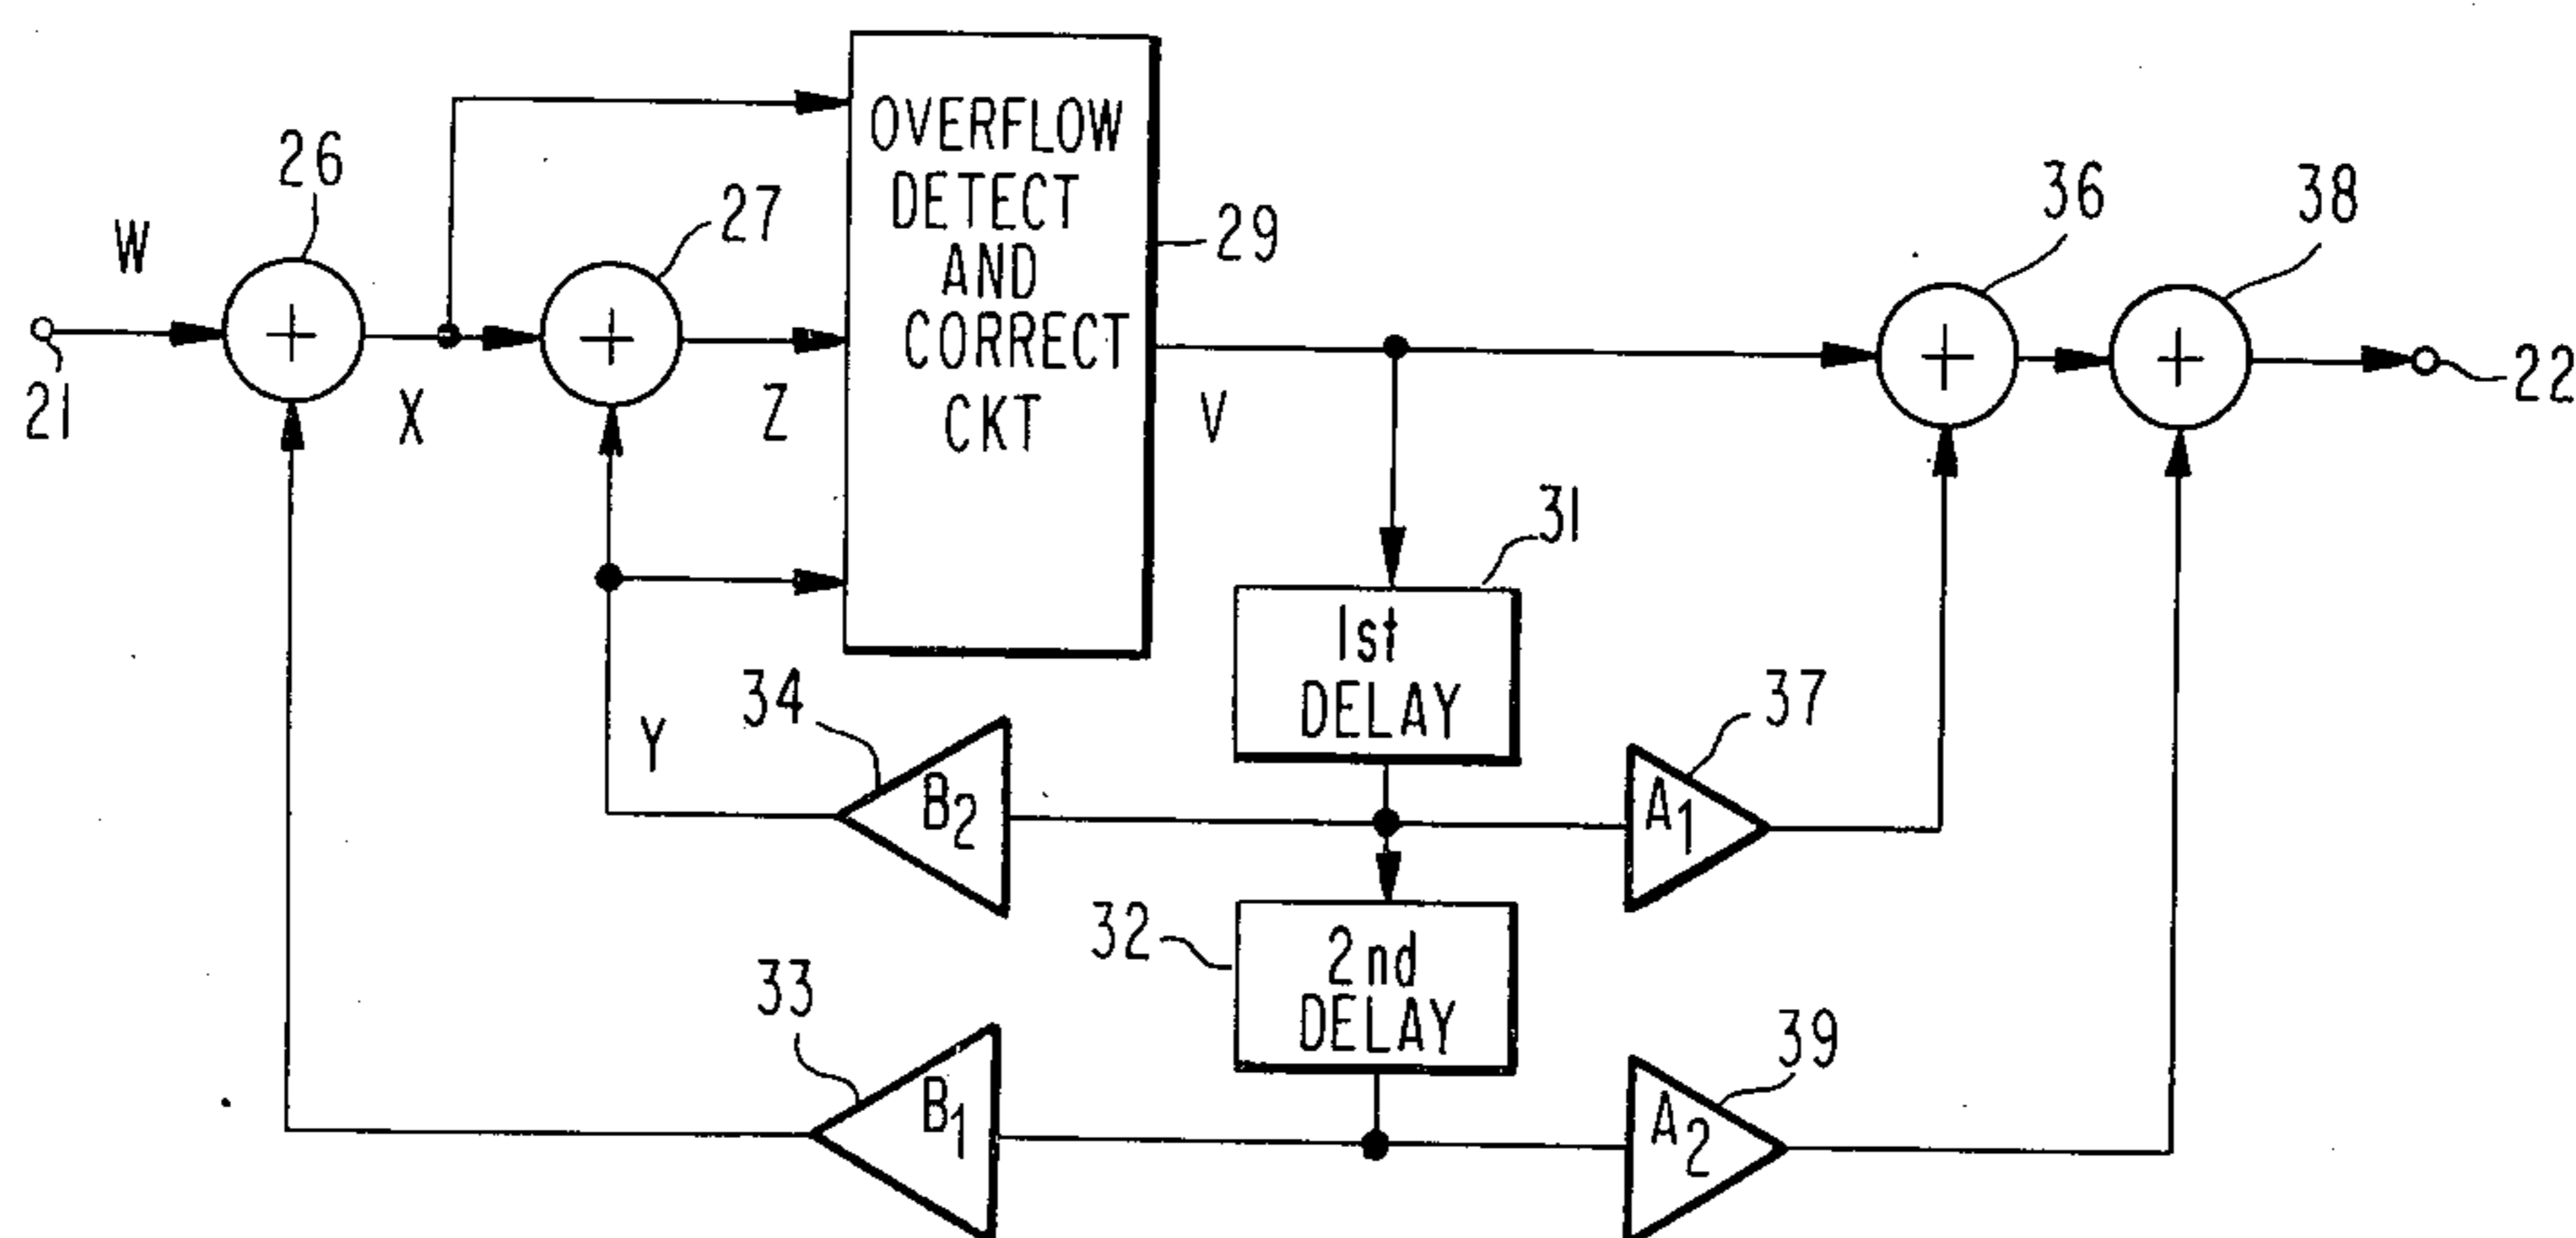 OVERFLOW
DETECT
AND
CORRECT
CKT
26
27
29
36
38
W
21
X
Z
V
22
31
1st
DELAY
34
Y
B2
37
A1
32
2nd
DELAY
33
B1
39
A2